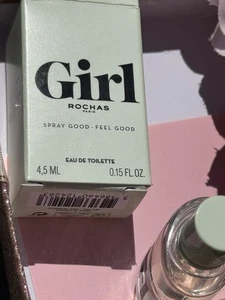 Girl
ROCHAS
PARIS
SPRAY GOOD - FEEL GOOD
EAU DE TOILETTE
4,5 ML 0.15 FL. OZ.